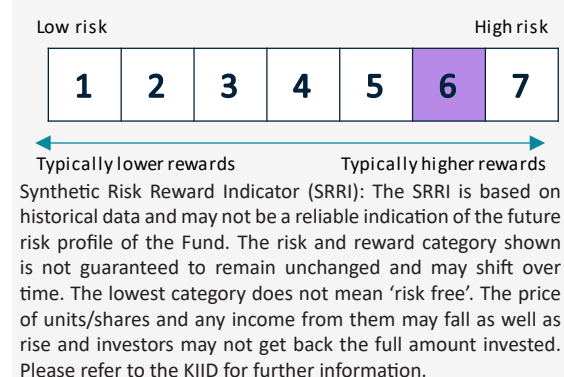 Low risk High risk
1 2 3 4 5 6 7
Typically lower rewards Typically higher rewards
Synthetic Risk Reward Indicator (SRRI): The SRRI is based on
historical data and may not be a reliable indication of the future
risk profile of the Fund. The risk and reward category shown
is not guaranteed to remain unchanged and may shift over
time. The lowest category does not mean ‘risk free’. The price
of units/shares and any income from them may fall as well as
rise and investors may not get back the full amount invested.
Please refer to the KIID for further information.